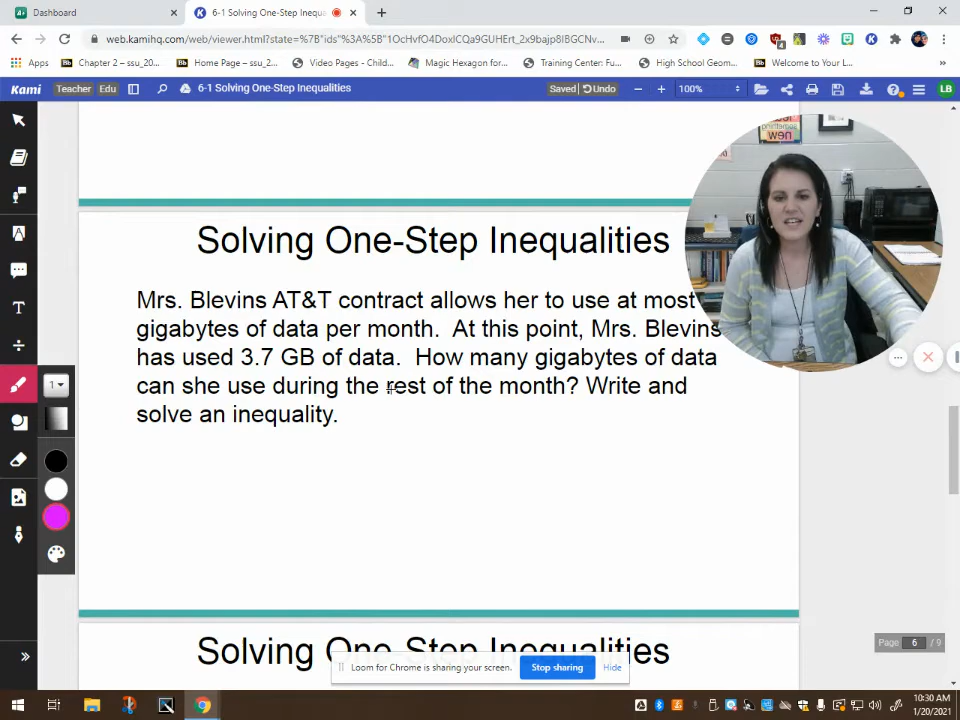 Dashboard
6-1 Solving One-Step Inequa
web.kamihq.com/web/viewer.html?state=%7B"ids"%3A%5B"1OcHvfO4DoxICQa9GUHErt_2x9bajp8IBGCNv...
Apps
Chapter 2 – ssu_20...
Home Page – ssu_2...
Video Pages - Child...
Magic Hexagon for...
Training Center: Fu...
High School Geom...
Welcome to Your L...
Kami
Teacher
Edu
6-1 Solving One-Step Inequalities
Saved
Undo
100%
LB
something
new
Solving One-Step Inequalities
Mrs. Blevins AT&T contract allows her to use at most
gigabytes of data per month. At this point, Mrs. Blevins
has used 3.7 GB of data. How many gigabytes of data
can she use during the rest of the month? Write and
solve an inequality.
1
Page 6 / 9
Solving One-Step Inequalities
Loom for Chrome is sharing your screen.
Stop sharing
Hide
10:30 AM
1/20/2021